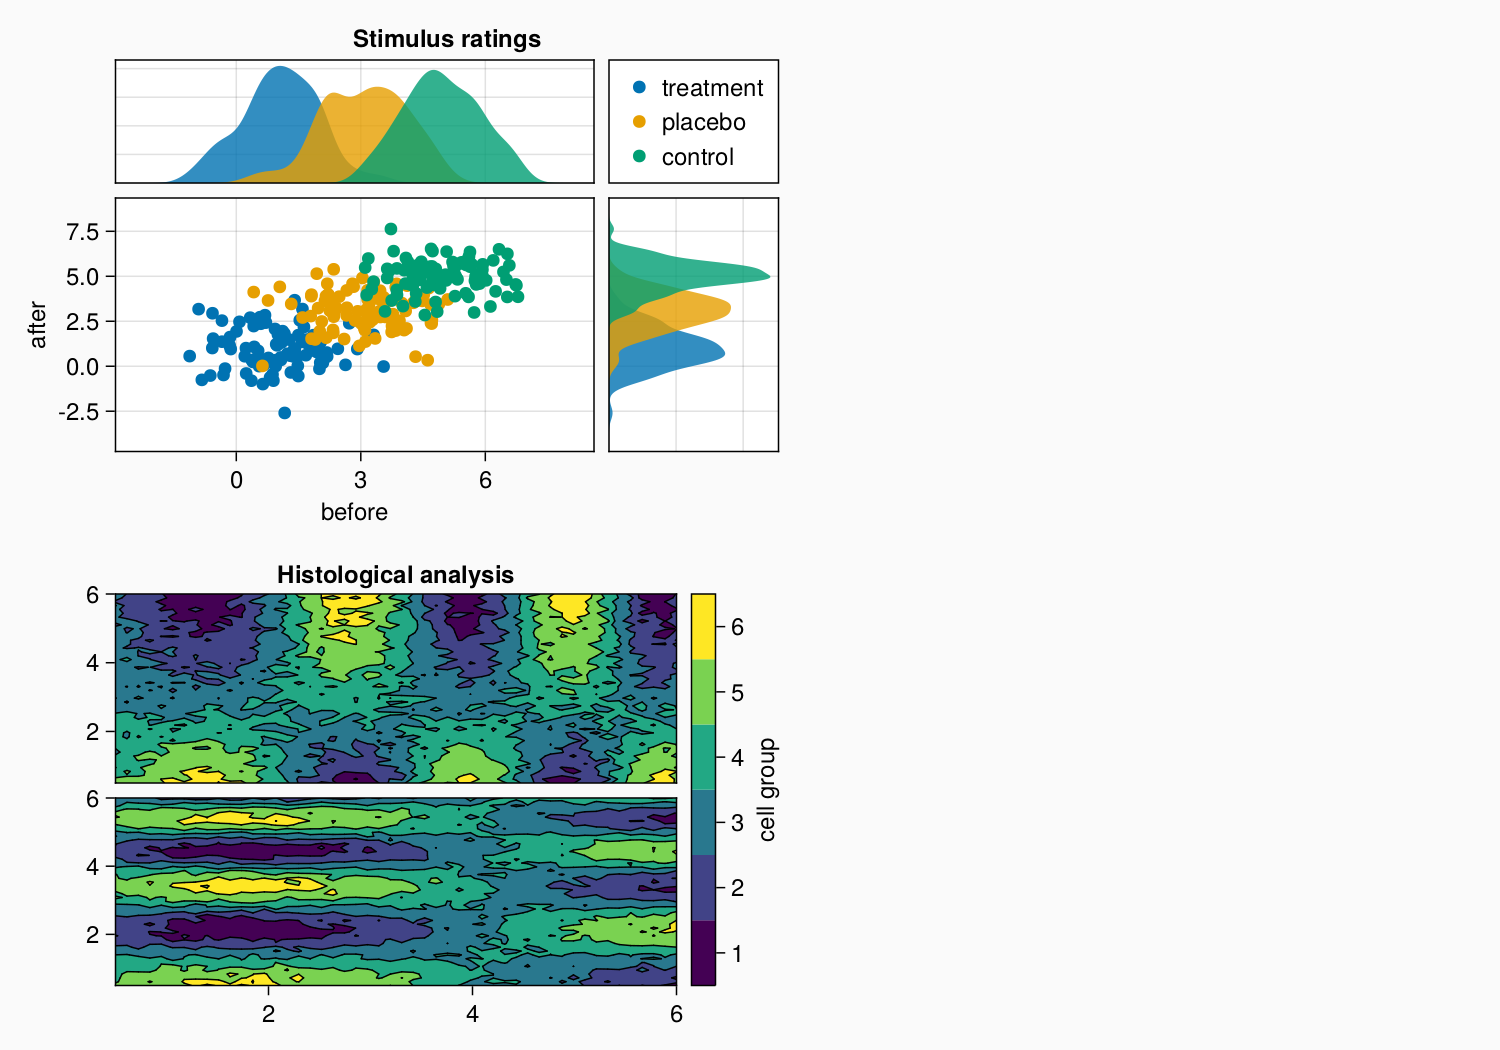 Stimulus ratings
treatment
placebo
control
after
7.5
5.0
2.5
0.0
-2.5
0 3 6
before
Histological analysis
6
4
2
6
4
2
2 4 6
6
5
4
3
2
1
cell group